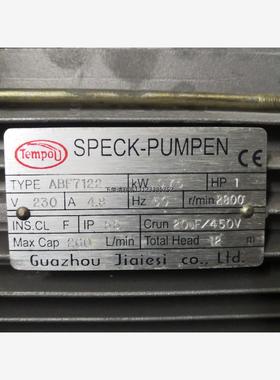 TempoU SPECK-PUMPEN CE
TYPE ABF7122 kW HP 1
V 230 A 4.8 Hz 50 r/min 2800
INS.CL F IP Crun 20uF/450V
Max Cap L/min Total Head 12 m
Guazhou Jiaiesi co., Ltd.